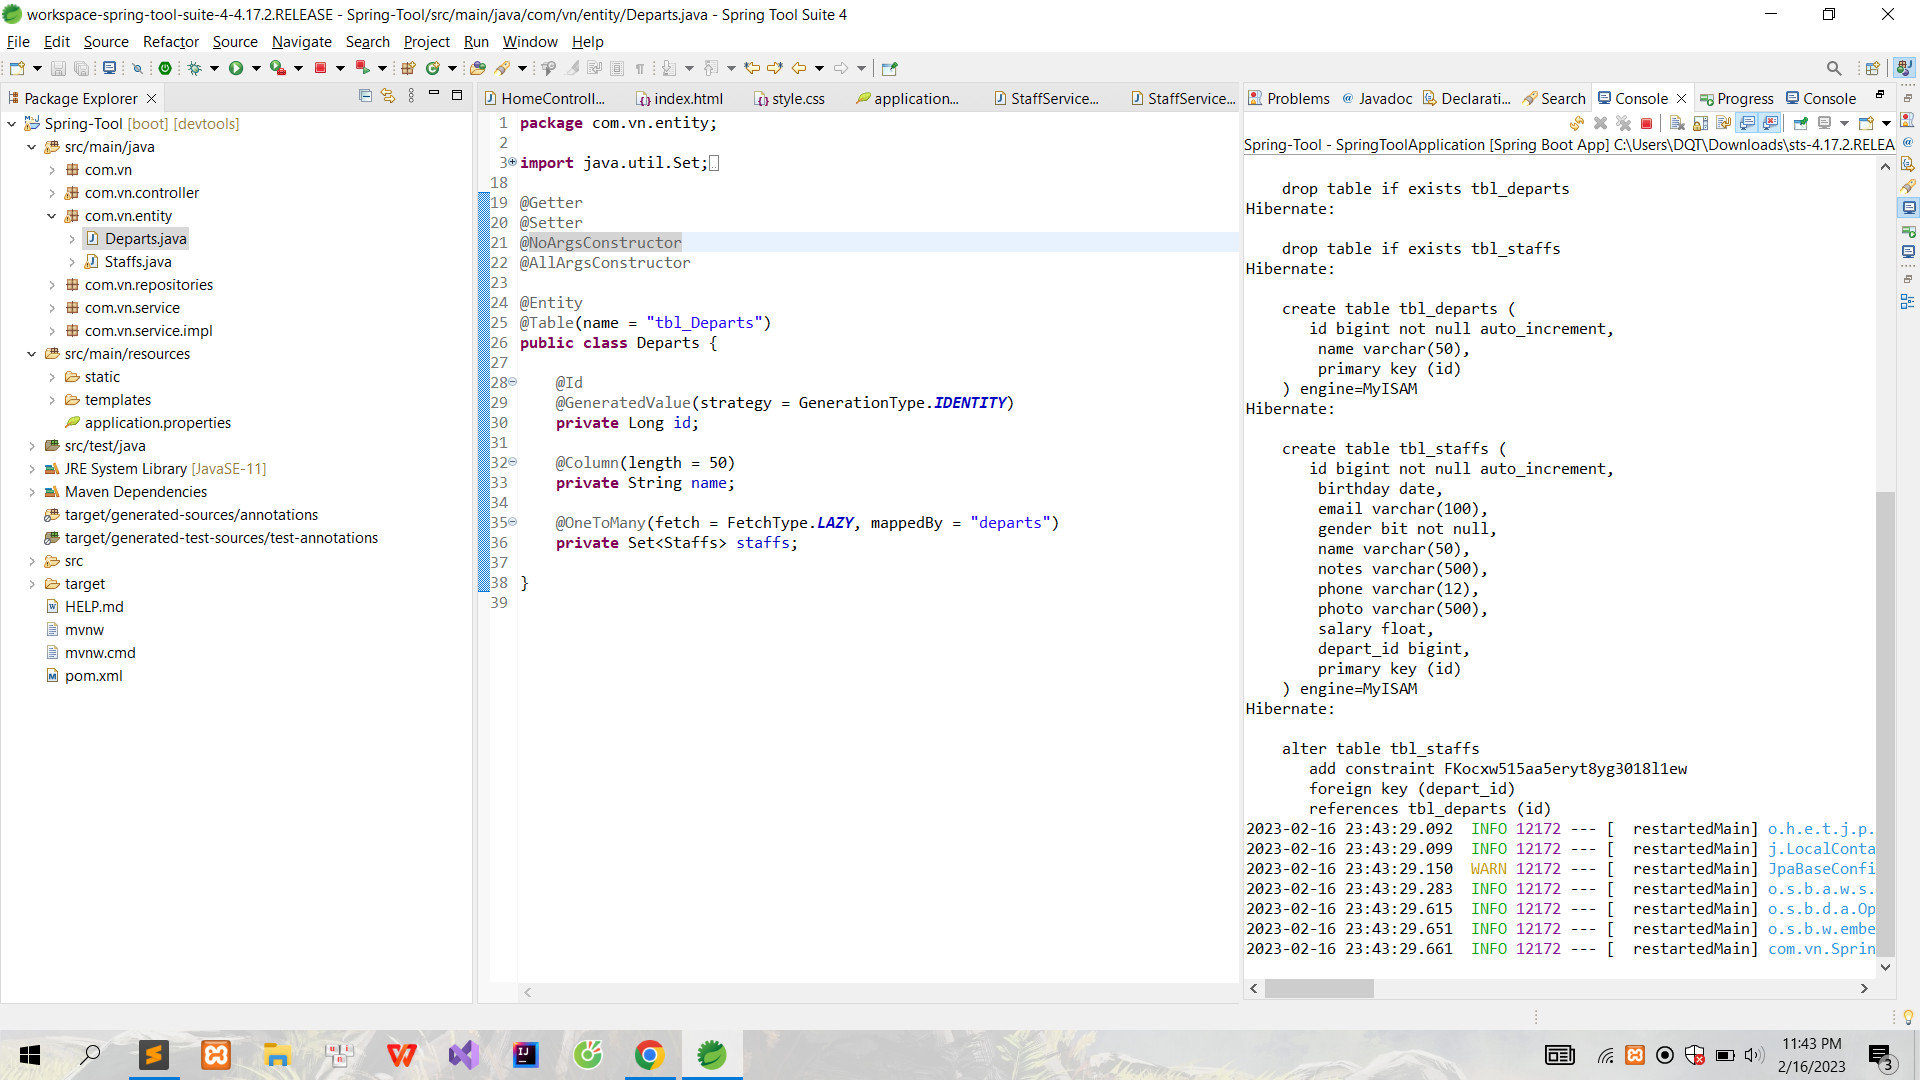 workspace-spring-tool-suite-4-4.17.2.RELEASE - Spring-Tool/src/main/java/com/vn/entity/Departs.java - Spring Tool Suite 4
File Edit Source Refactor Source Navigate Search Project Run Window Help
Package Explorer
Spring-Tool [boot] [devtools]
src/main/java
com.vn
com.vn.controller
com.vn.entity
Departs.java
Staffs.java
com.vn.repositories
com.vn.service
com.vn.service.impl
src/main/resources
static
templates
application.properties
src/test/java
JRE System Library [JavaSE-11]
Maven Dependencies
target/generated-sources/annotations
target/generated-test-sources/test-annotations
src
target
HELP.md
mvnw
mvnw.cmd
pom.xml
HomeControll... index.html style.css application... StaffService... StaffService...
1 package com.vn.entity;
2
3 import java.util.Set;
18
19 @Getter
20 @Setter
21 @NoArgsConstructor
22 @AllArgsConstructor
23
24 @Entity
25 @Table(name = "tbl_Departs")
26 public class Departs {
27
28 @Id
29 @GeneratedValue(strategy = GenerationType.IDENTITY)
30 private Long id;
31
32 @Column(length = 50)
33 private String name;
34
35 @OneToMany(fetch = FetchType.LAZY, mappedBy = "departs")
36 private Set<Staffs> staffs;
37
38 }
39
Problems Javadoc Declarati... Search Console Progress Console
Spring-Tool - SpringToolApplication [Spring Boot App] C:\Users\DQT\Downloads\sts-4.17.2.RELEA
drop table if exists tbl_departs
Hibernate:
drop table if exists tbl_staffs
Hibernate:
create table tbl_departs (
id bigint not null auto_increment,
name varchar(50),
primary key (id)
) engine=MyISAM
Hibernate:
create table tbl_staffs (
id bigint not null auto_increment,
birthday date,
email varchar(100),
gender bit not null,
name varchar(50),
notes varchar(500),
phone varchar(12),
photo varchar(500),
salary float,
depart_id bigint,
primary key (id)
) engine=MyISAM
Hibernate:
alter table tbl_staffs
add constraint FKocxw515aa5eryt8yg3018l1ew
foreign key (depart_id)
references tbl_departs (id)
2023-02-16 23:43:29.092 INFO 12172 --- [ restartedMain] o.h.e.t.j.p.
2023-02-16 23:43:29.099 INFO 12172 --- [ restartedMain] j.LocalConta
2023-02-16 23:43:29.150 WARN 12172 --- [ restartedMain] JpaBaseConfi
2023-02-16 23:43:29.283 INFO 12172 --- [ restartedMain] o.s.b.a.w.s.
2023-02-16 23:43:29.615 INFO 12172 --- [ restartedMain] o.s.b.d.a.Op
2023-02-16 23:43:29.651 INFO 12172 --- [ restartedMain] o.s.b.w.embe
2023-02-16 23:43:29.661 INFO 12172 --- [ restartedMain] com.vn.Sprin
11:43 PM
2/16/2023
3